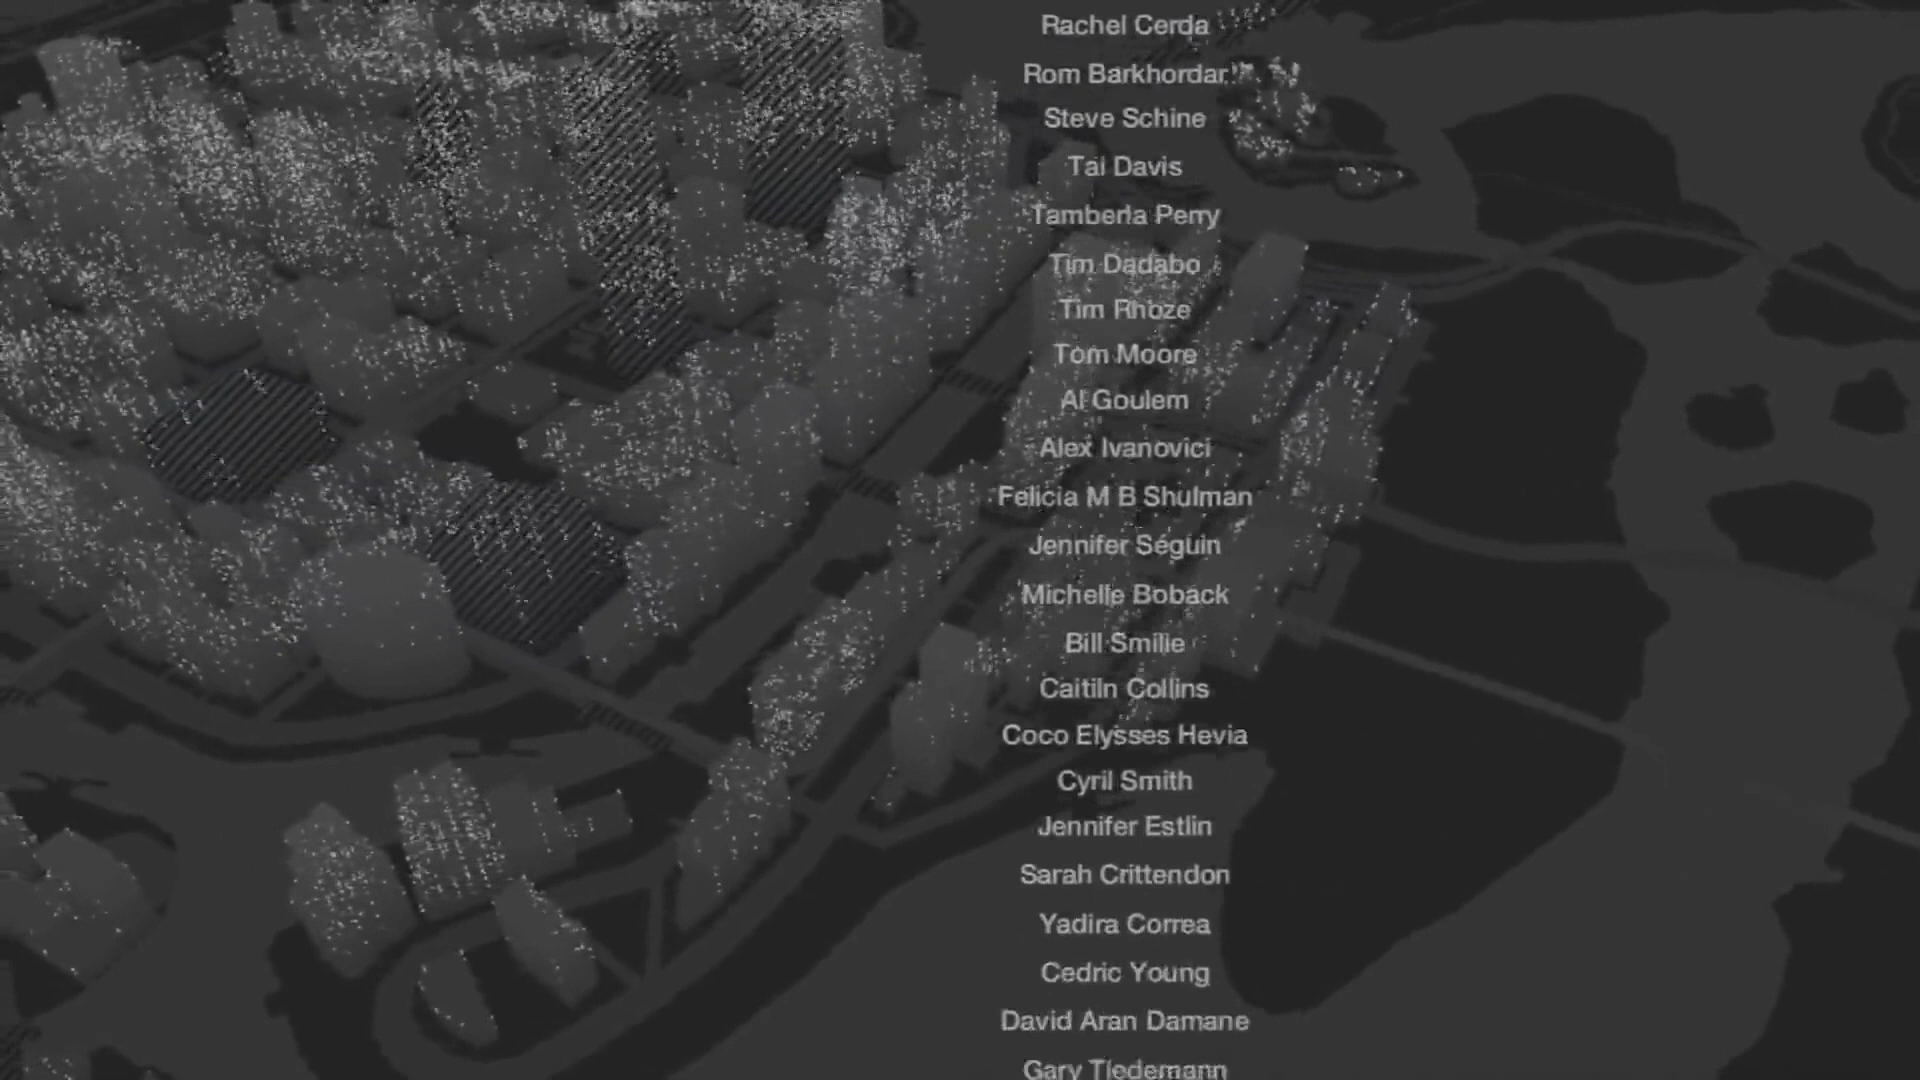 Rachel Cerda
Rom Barkhordar
Steve Schine
Tai Davis
Tamberla Perry
Tim Dadabo
Tim Rhoze
Tom Moore
Al Goulem
Alex Ivanovici
Felicia M B Shulman
Jennifer Séguin
Michelle Boback
Bill Smilie
Caitiln Collins
Coco Elysses Hevia
Cyril Smith
Jennifer Estlin
Sarah Crittendon
Yadira Correa
Cedric Young
David Aran Damane
Gary Tiedemann